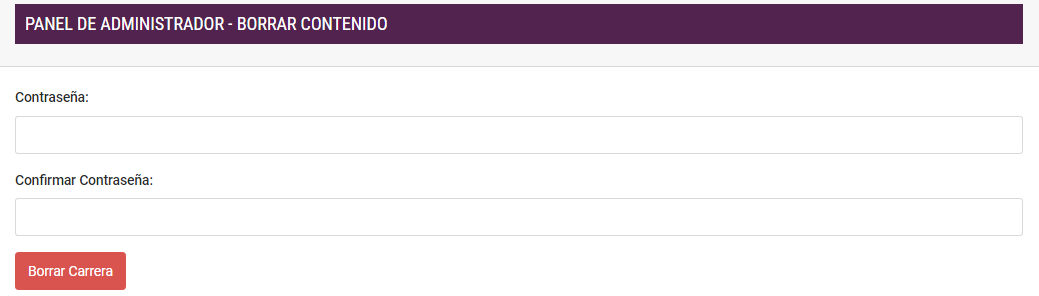 PANEL DE ADMINISTRADOR - BORRAR CONTENIDO
Contraseña:
Confirmar Contraseña:
Borrar Carrera